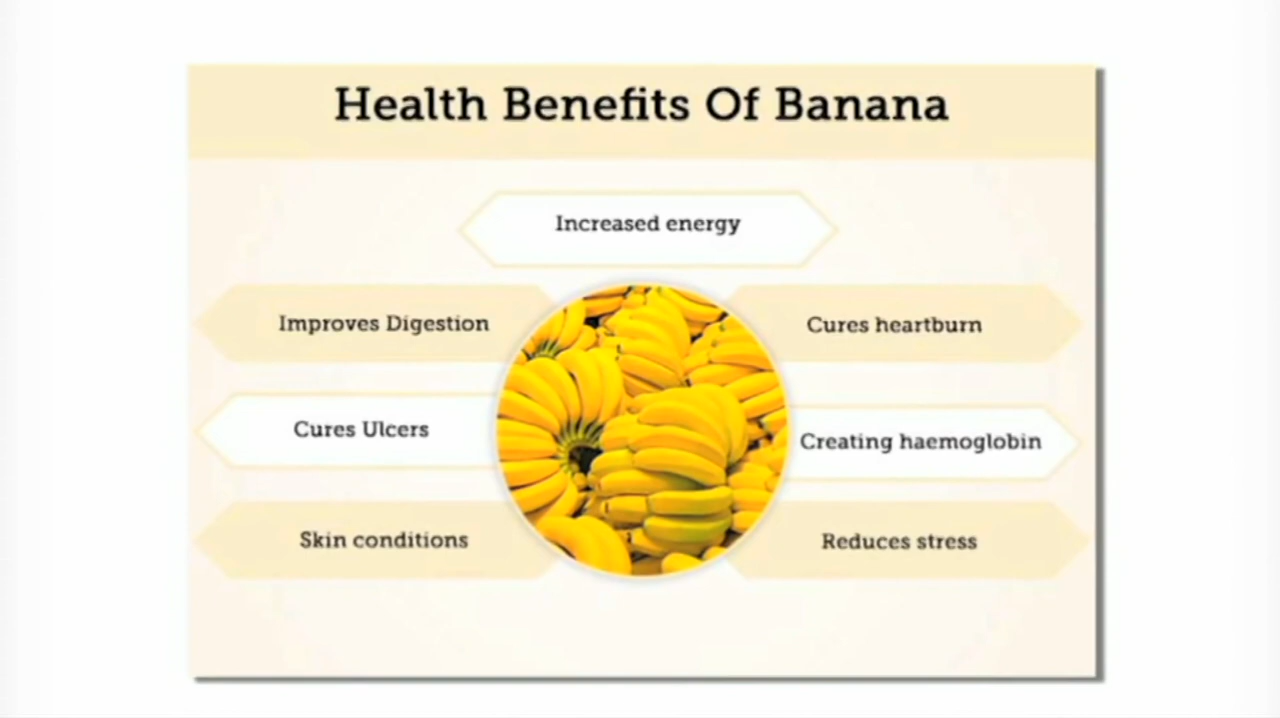 Health Benefits Of Banana
Increased energy
Improves Digestion
Cures heartburn
Cures Ulcers
Creating haemoglobin
Skin conditions
Reduces stress